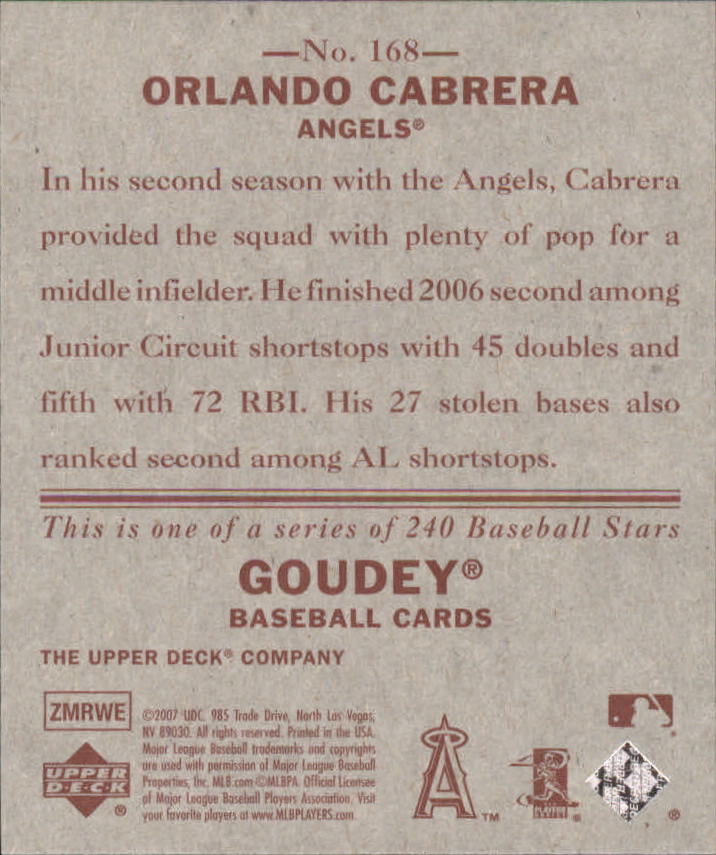 —No. 168—
ORLANDO CABRERA
ANGELS®
In his second season with the Angels, Cabrera
provided the squad with plenty of pop for a
middle infielder. He finished 2006 second among
Junior Circuit shortstops with 45 doubles and
fifth with 72 RBI. His 27 stolen bases also
ranked second among AL shortstops.
This is one of a series of 240 Baseball Stars
GOUDEY®
BASEBALL CARDS
THE UPPER DECK® COMPANY
ZMRWE
©2007 UDC. 985 Trade Drive, North Las Vegas,
NV 89030. All rights reserved. Printed in the USA.
Major League Baseball trademarks and copyrights
are used with permission of Major League Baseball
Properties, Inc. MLB.com ©MLBPA. Official Licensee
of Major League Baseball Players Association. Visit
your favorite players at www.MLBPLAYERS.com
UPPER
D·E·C·K
®
A
TM
PLAYERS
CHOICE
®
®